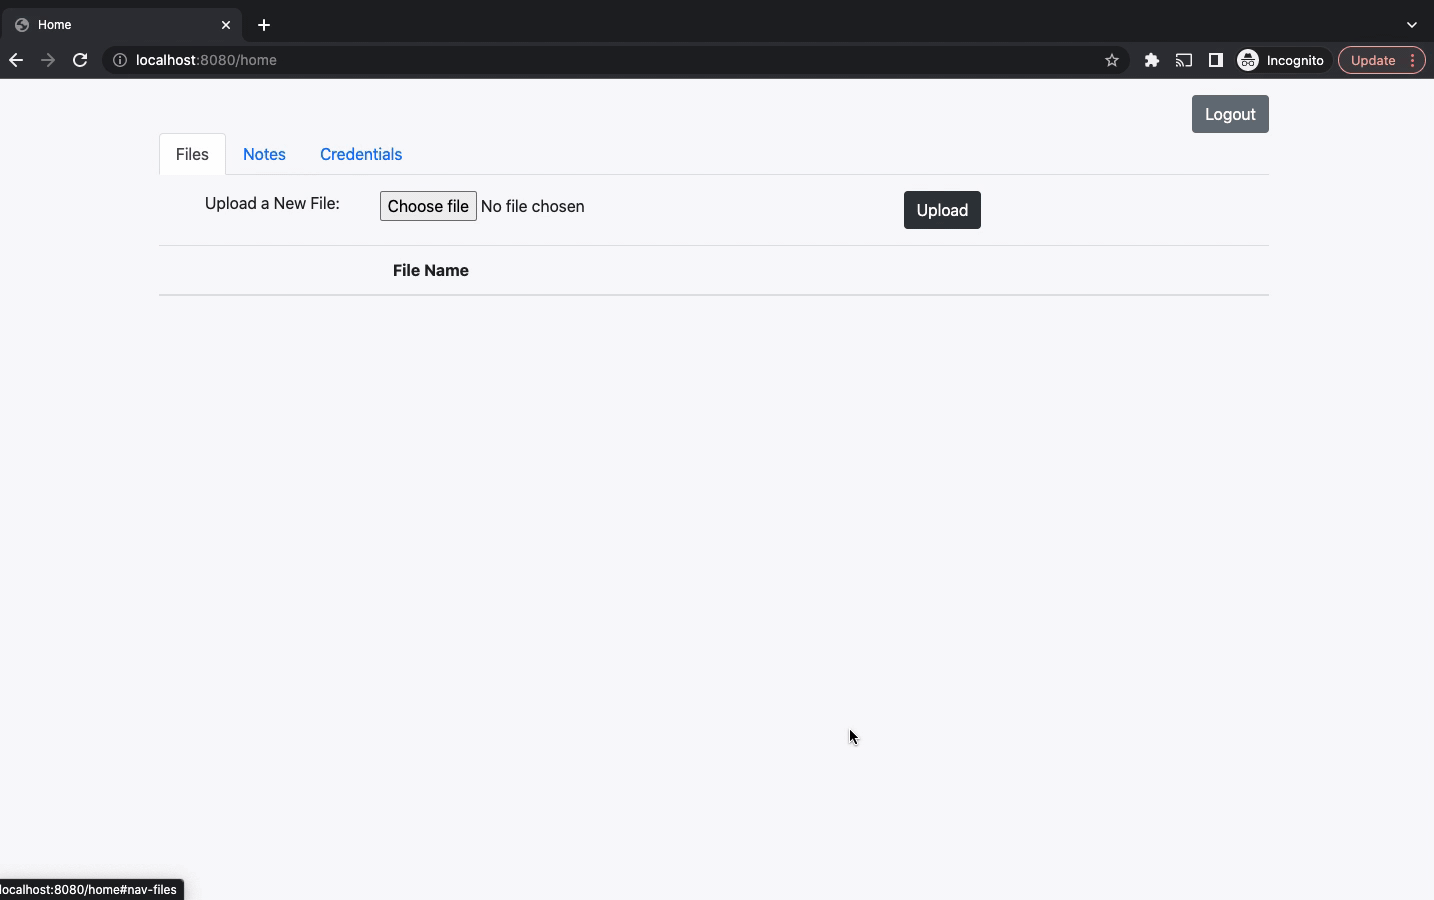 Home
localhost:8080/home
Incognito
Update
Logout
Files Notes Credentials
Upload a New File: Choose file No file chosen Upload
File Name
localhost:8080/home#nav-files